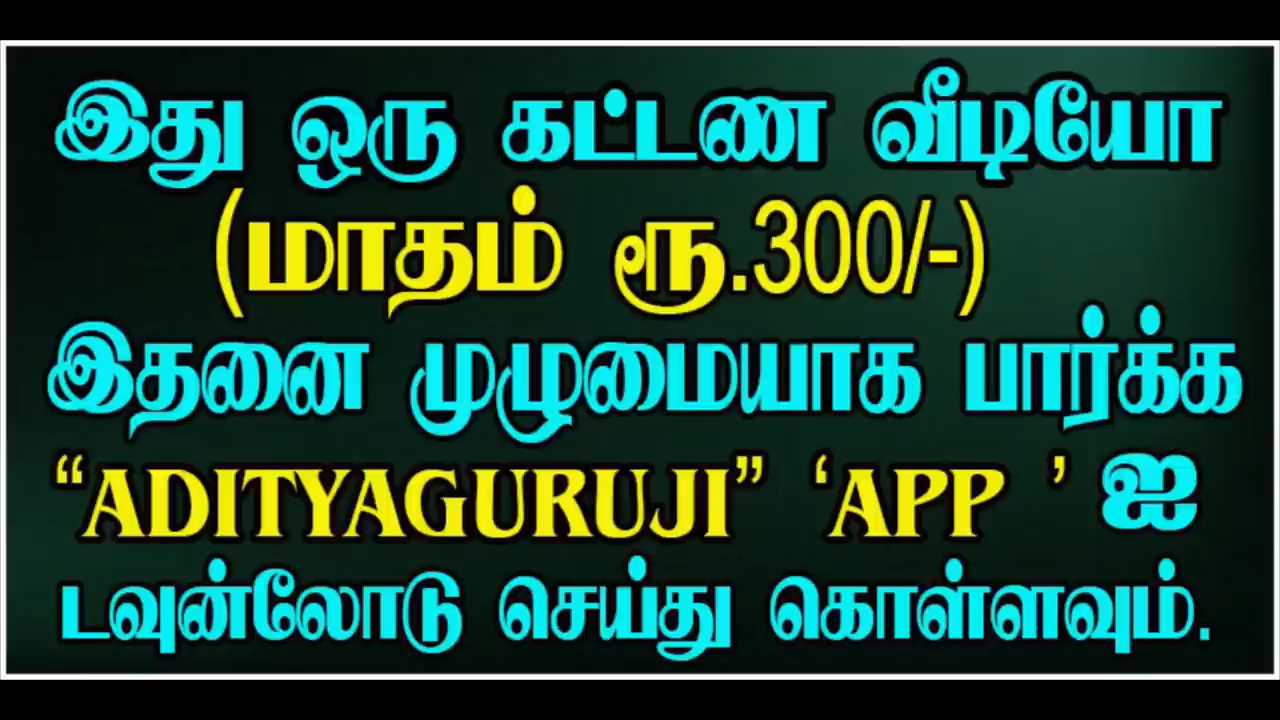 இது ஒரு கட்டண வீடியோ
(மாதம் ரூ.300/-)
இதனை முழுமையாக பார்க்க
“ADITYAGURUJI” ‘APP ’ ஐ
டவுன்லோடு செய்து கொள்ளவும்.